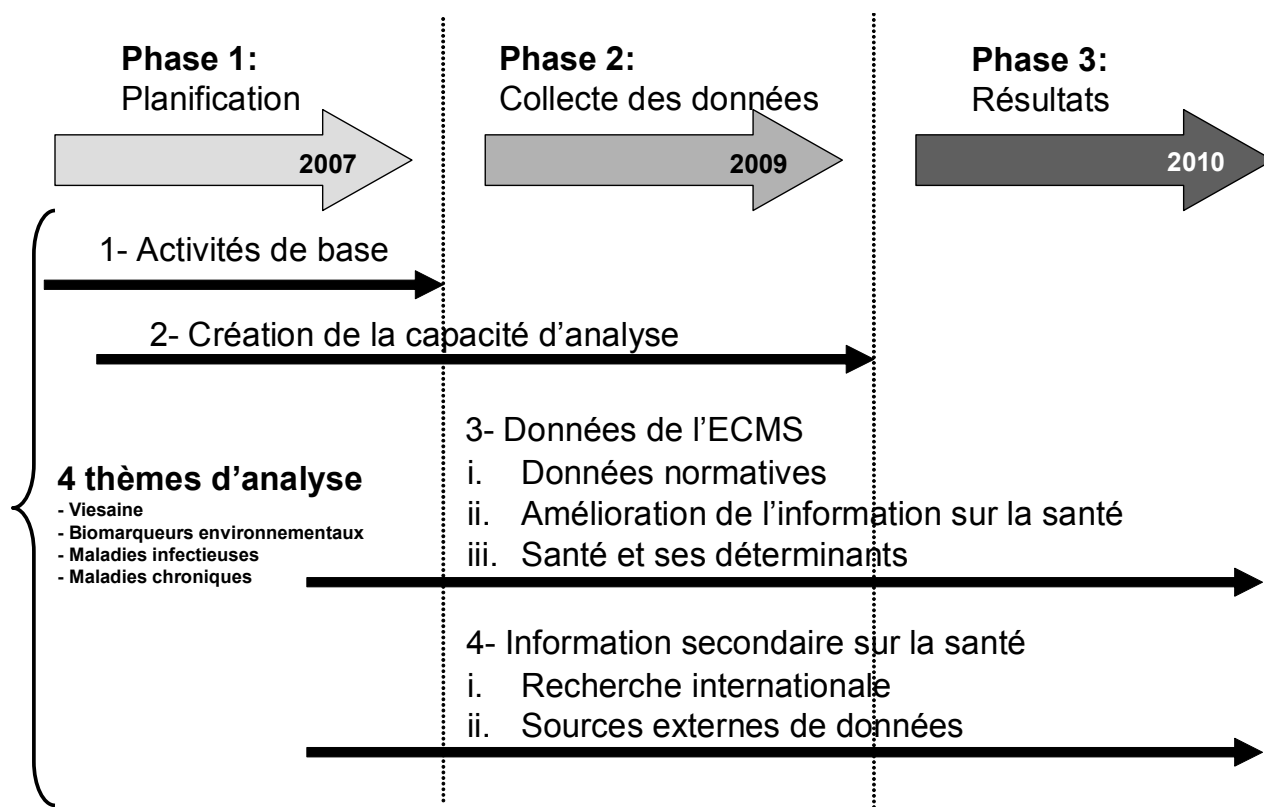 Phase 1:
Planification
2007
Phase 2:
Collecte des données
2009
Phase 3:
Résultats
2010
1- Activités de base
2- Création de la capacité d’analyse
4 thèmes d’analyse
- Viesaine
- Biomarqueurs environnementaux
- Maladies infectieuses
- Maladies chroniques
3- Données de l’ECMS
i. Données normatives
ii. Amélioration de l’information sur la santé
iii. Santé et ses déterminants
4- Information secondaire sur la santé
i. Recherche internationale
ii. Sources externes de données